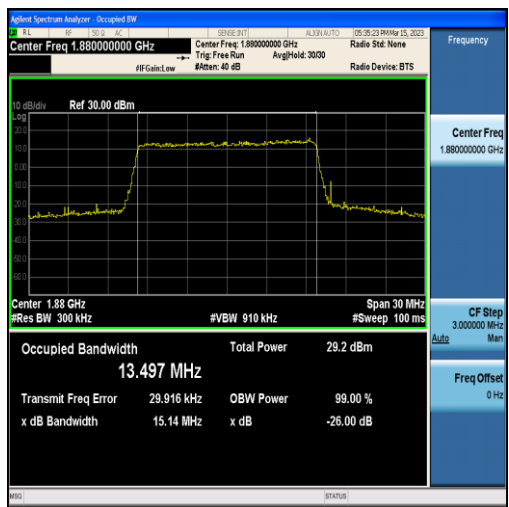 Agilent Spectrum Analyzer - Occupied BW
RL RF 50 Ω AC SENSE:INT ALIGN AUTO 05:35:23 PM Mar 15, 2023
Center Freq 1.880000000 GHz Center Freq: 1.880000000 GHz Radio Std: None
Trig: Free Run Avg|Hold: 30/30
#IFGain:Low #Atten: 40 dB Radio Device: BTS
Frequency
10 dB/div Ref 30.00 dBm
Log
20.0
10.0
0.00
-10.0
-20.0
-30.0
-40.0
-50.0
-60.0
Center 1.88 GHz Span 30 MHz
#Res BW 300 kHz #VBW 910 kHz #Sweep 100 ms
Occupied Bandwidth Total Power 29.2 dBm
13.497 MHz
Transmit Freq Error 29.916 kHz OBW Power 99.00 %
x dB Bandwidth 15.14 MHz x dB -26.00 dB
Center Freq
1.880000000 GHz
CF Step
3.000000 MHz
Auto Man
Freq Offset
0 Hz
MSG STATUS